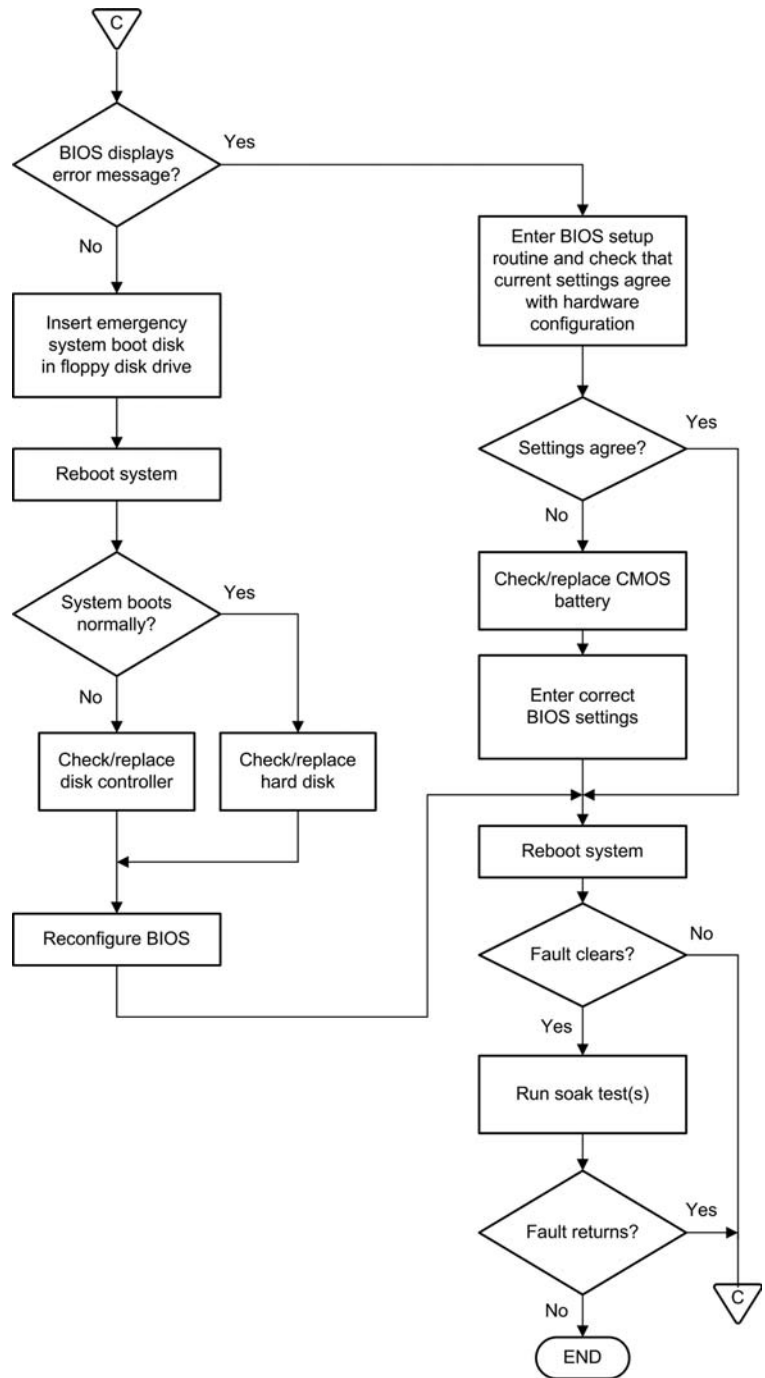 C
BIOS displays
error message?
Yes
No
Insert emergency
system boot disk
in floppy disk drive
Reboot system
System boots
normally?
Yes
No
Check/replace
disk controller
Check/replace
hard disk
Reconfigure BIOS
Enter BIOS setup
routine and check that
current settings agree
with hardware
configuration
Settings agree?
Yes
No
Check/replace CMOS
battery
Enter correct
BIOS settings
Reboot system
Fault clears?
No
Yes
Run soak test(s)
Fault returns?
Yes
No
C
END